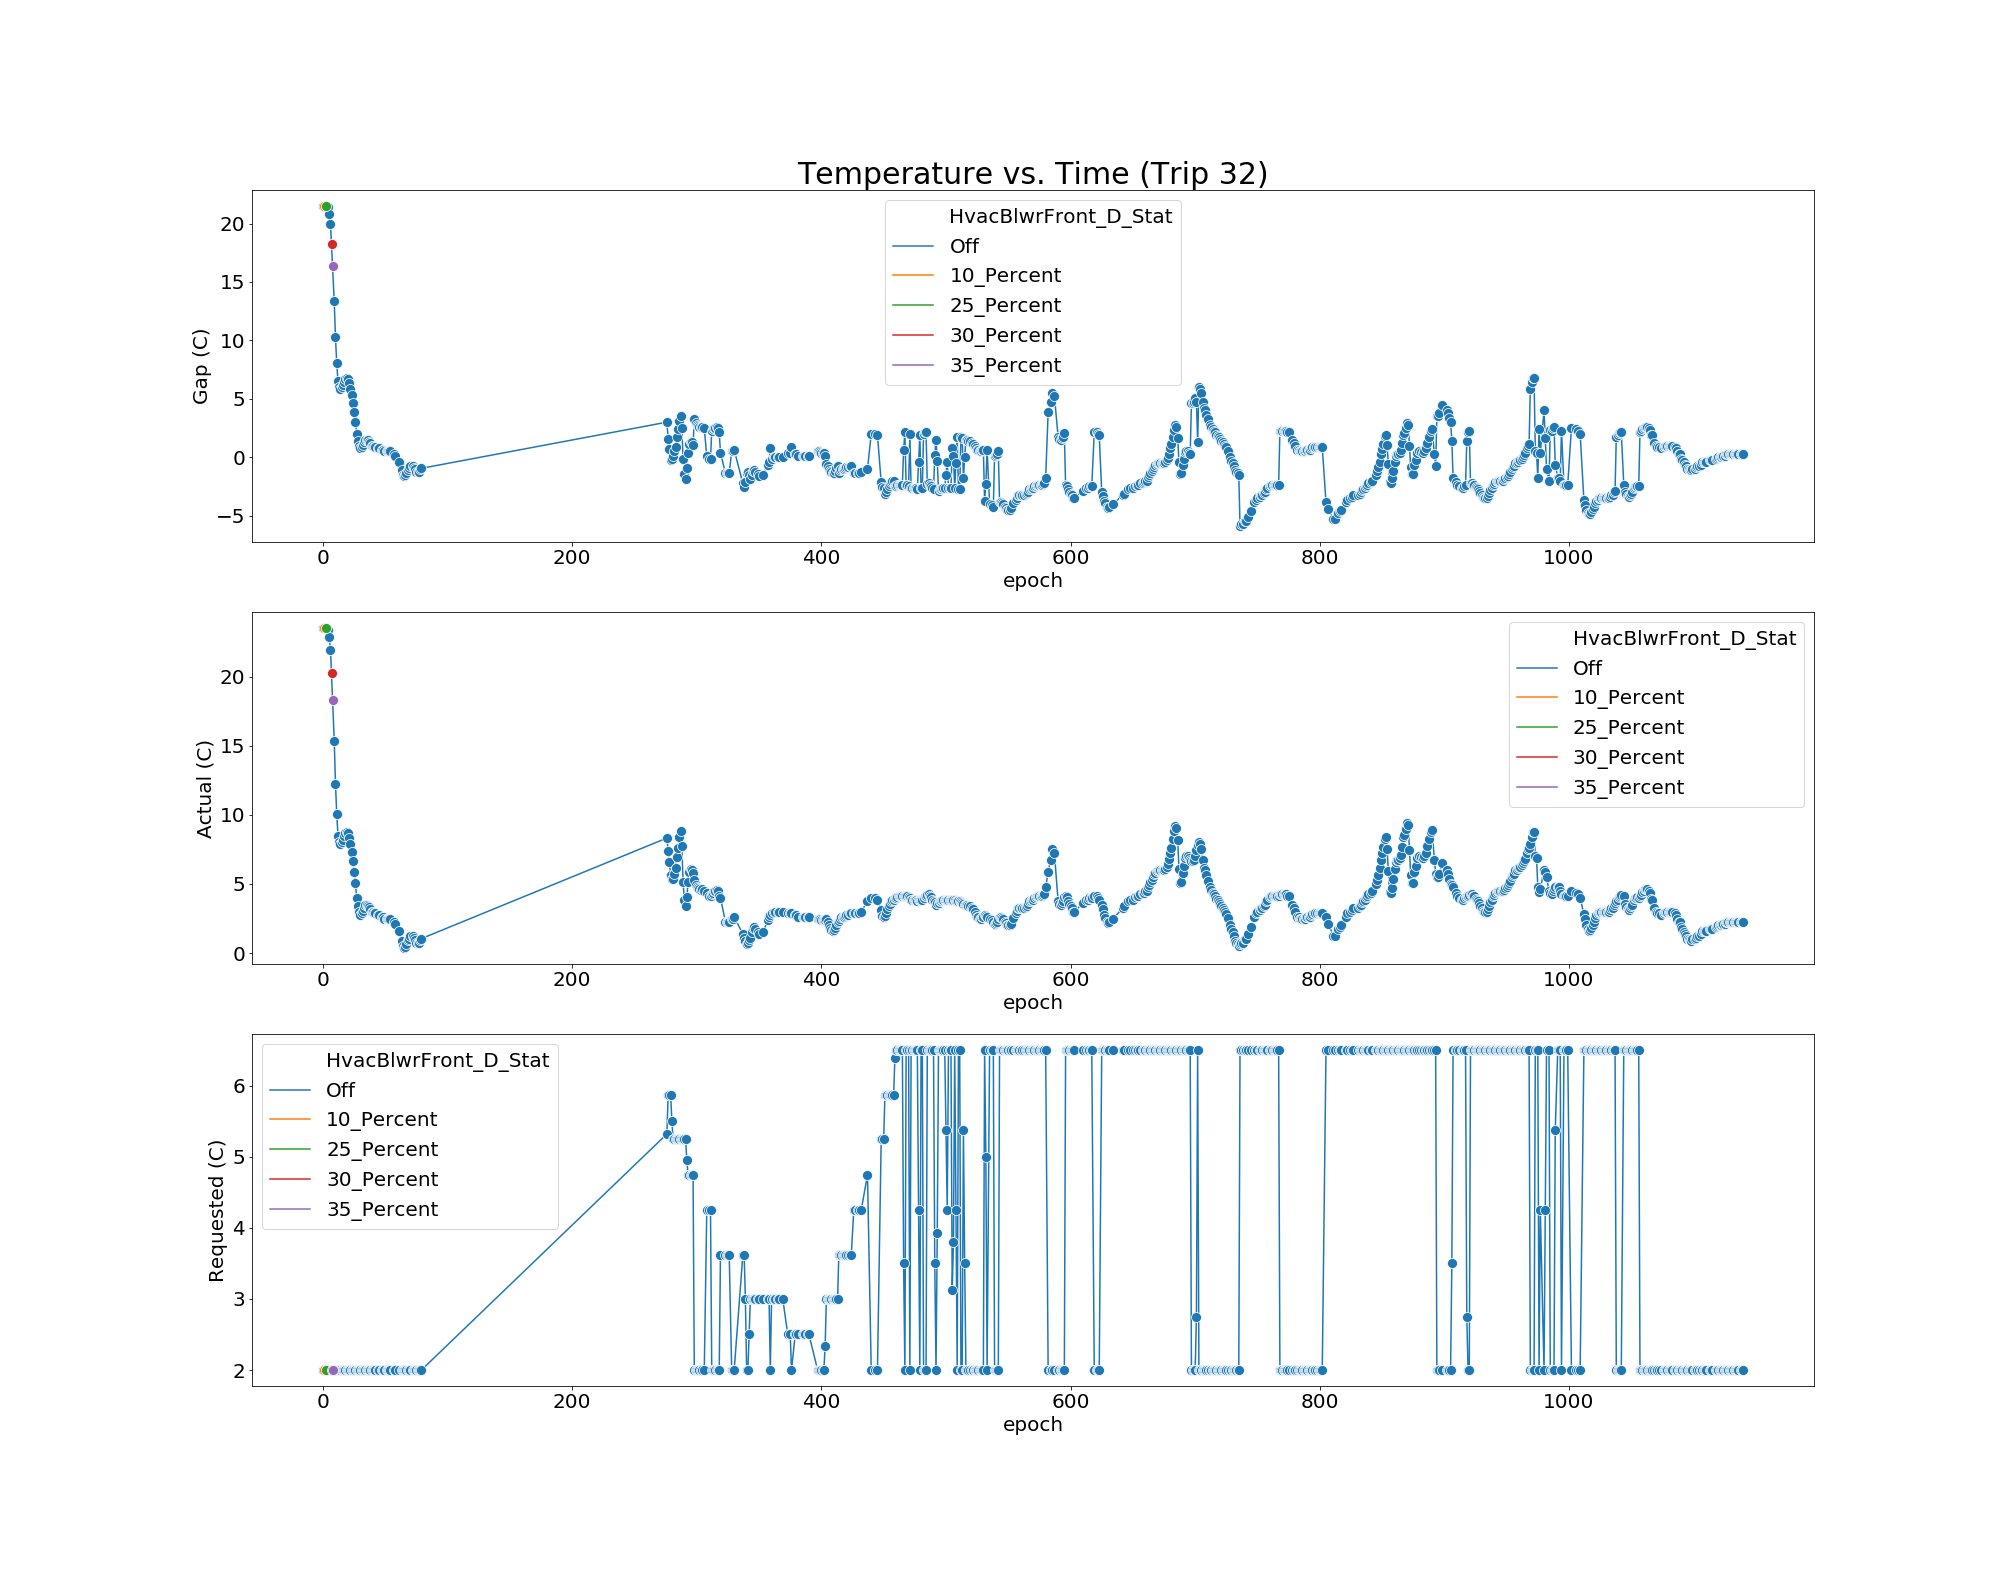 Temperature vs. Time (Trip 32)
HvacBlwrFront_D_Stat
Off
10_Percent
25_Percent
30_Percent
35_Percent
20
15
10
5
0
−5
Gap (C)
0 200 400 600 800 1000
epoch
HvacBlwrFront_D_Stat
Off
10_Percent
25_Percent
30_Percent
35_Percent
20
15
10
5
0
Actual (C)
0 200 400 600 800 1000
epoch
HvacBlwrFront_D_Stat
Off
10_Percent
25_Percent
30_Percent
35_Percent
6
5
4
3
2
Requested (C)
0 200 400 600 800 1000
epoch